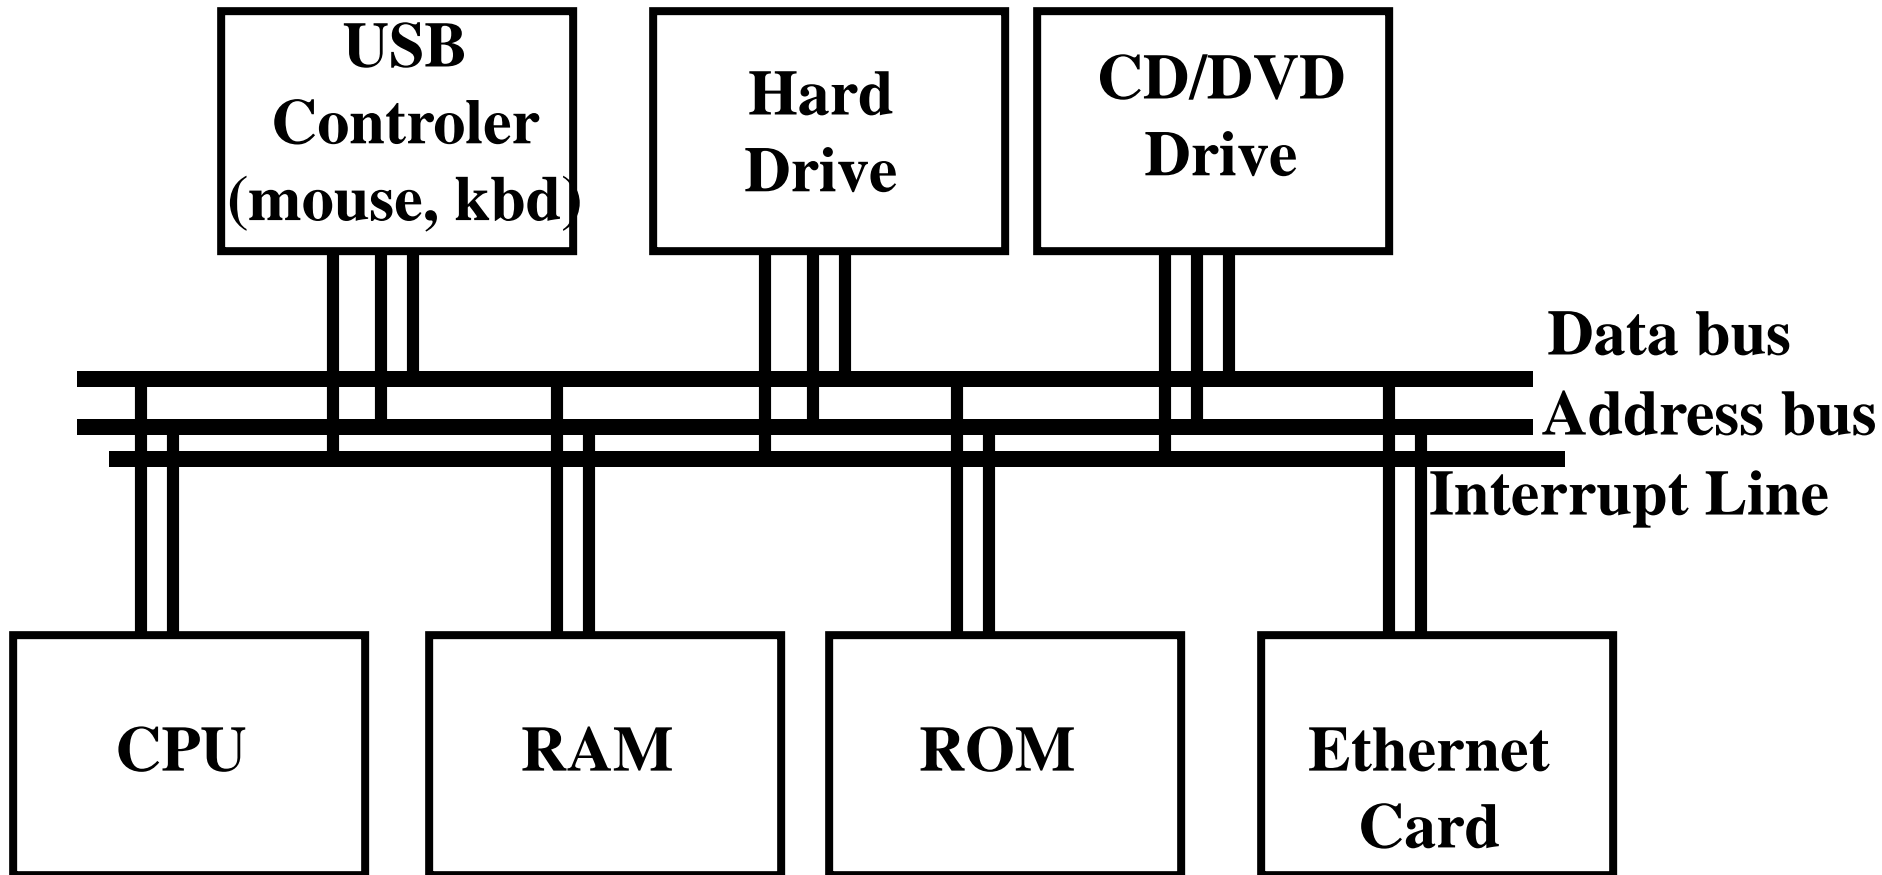 USB
Controler
(mouse, kbd)
Hard
Drive
CD/DVD
Drive
Data bus
Address bus
Interrupt Line
CPU
RAM
ROM
Ethernet
Card